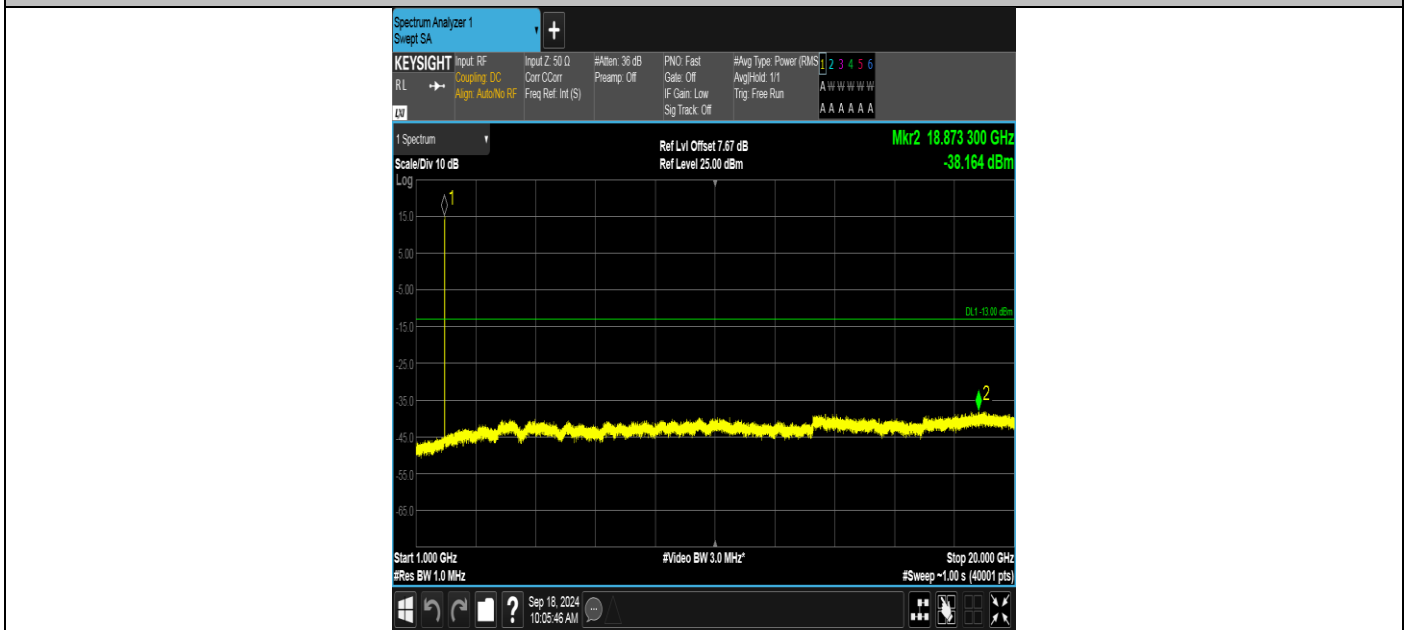 Spectrum Analyzer 1
Swept SA
+
KEYSIGHT
RL
LXI
Input: RF
Coupling: DC
Align: Auto/No RF
Input Z: 50 Ω
Corr CCorr
Freq Ref: Int (S)
#Atten: 36 dB
Preamp: Off
PNO: Fast
Gate: Off
IF Gain: Low
Sig Track: Off
#Avg Type: Power (RMS
Avg|Hold: 1/1
Trig: Free Run
1 2 3 4 5 6
A W W W W W
A A A A A A
1 Spectrum
Scale/Div 10 dB
Ref Lvl Offset 7.67 dB
Ref Level 25.00 dBm
Mkr2 18.873 300 GHz
-38.164 dBm
Log
1
15.0
5.00
-5.00
DL1 -13.00 dBm
-15.0
-25.0
2
-35.0
-45.0
-55.0
-65.0
Start 1.000 GHz
#Video BW 3.0 MHz*
Stop 20.000 GHz
#Res BW 1.0 MHz
#Sweep ~1.00 s (40001 pts)
?
Sep 18, 2024
10:05:46 AM